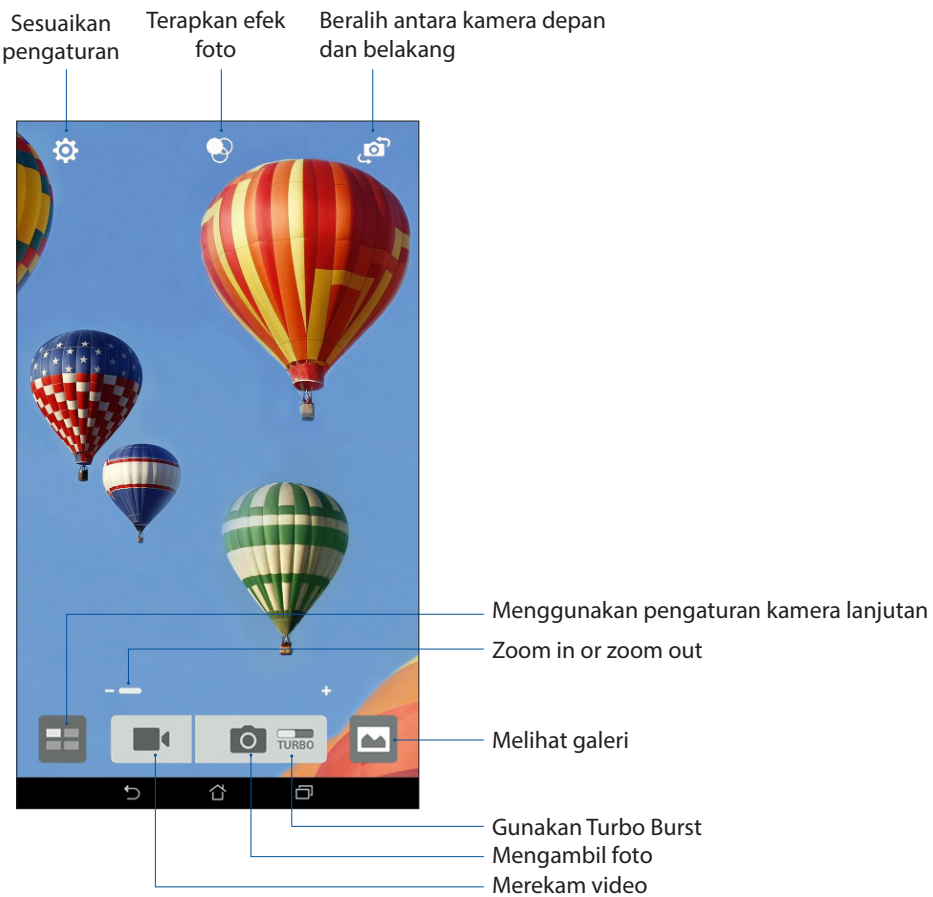 Sesuaikan
pengaturan
Terapkan efek
foto
Beralih antara kamera depan
dan belakang
Menggunakan pengaturan kamera lanjutan
Zoom in or zoom out
TURBO
Melihat galeri
Gunakan Turbo Burst
Mengambil foto
Merekam video